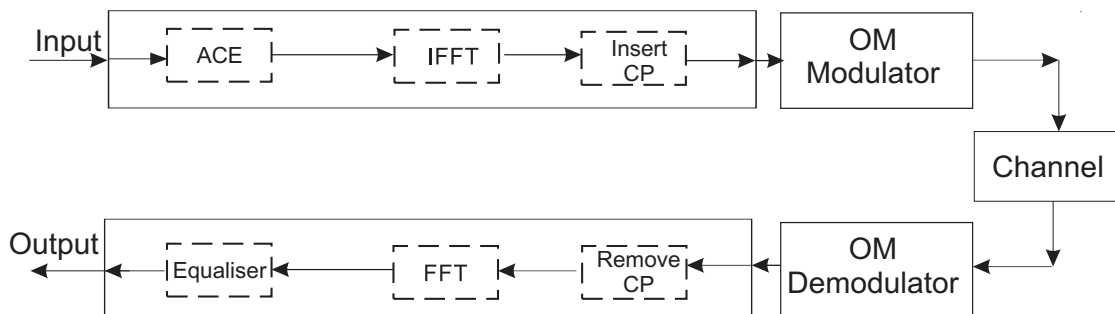 Input
ACE
IFFT
Insert
CP
OM
Modulator
Channel
Output
Equaliser
FFT
Remove
CP
OM
Demodulator